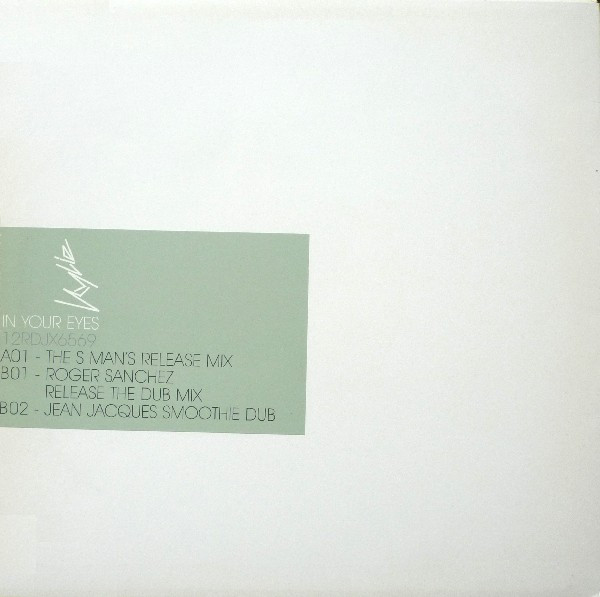 Kylie
IN YOUR EYES
12RDJX6569
A01 - THE S MAN'S RELEASE MIX
B01 - ROGER SANCHEZ
RELEASE THE DUB MIX
B02 - JEAN JACQUES SMOOTHIE DUB